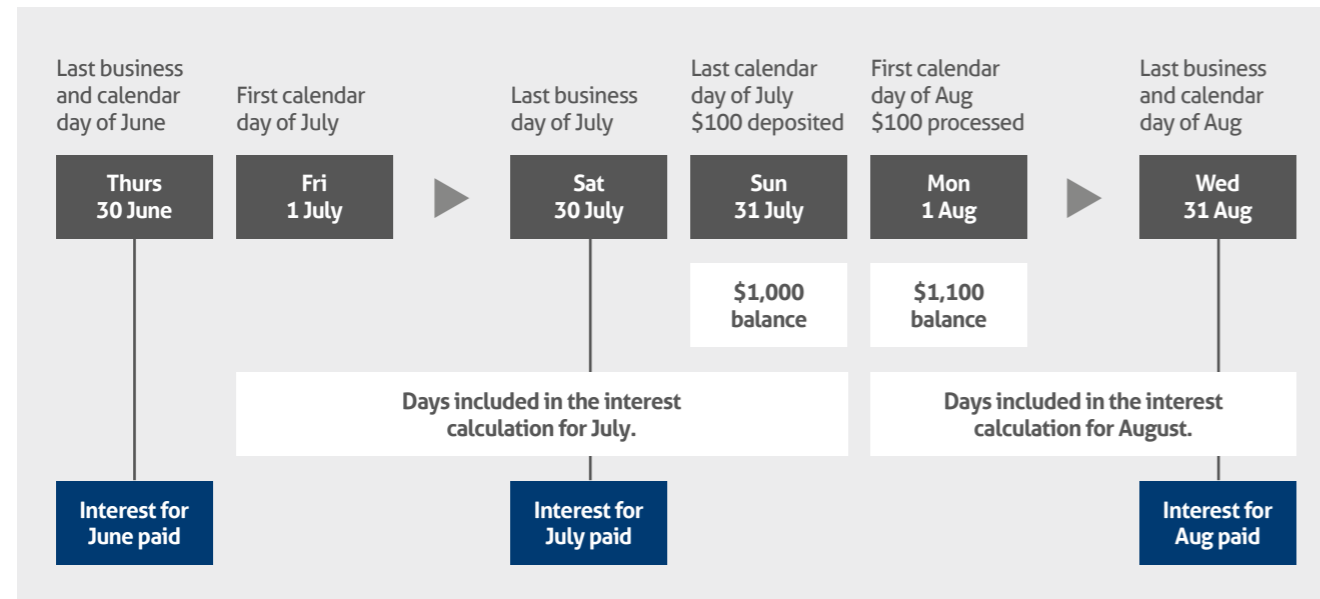 Last business
and calendar
day of June
First calendar
day of July
Last business
day of July
Last calendar
day of July
$100 deposited
First calendar
day of Aug
$100 processed
Last business
and calendar
day of Aug
Thurs
30 June
Fri
1 July
Sat
30 July
Sun
31 July
Mon
1 Aug
Wed
31 Aug
$1,000
balance
$1,100
balance
Days included in the interest
calculation for July.
Days included in the interest
calculation for August.
Interest for
June paid
Interest for
July paid
Interest for
Aug paid